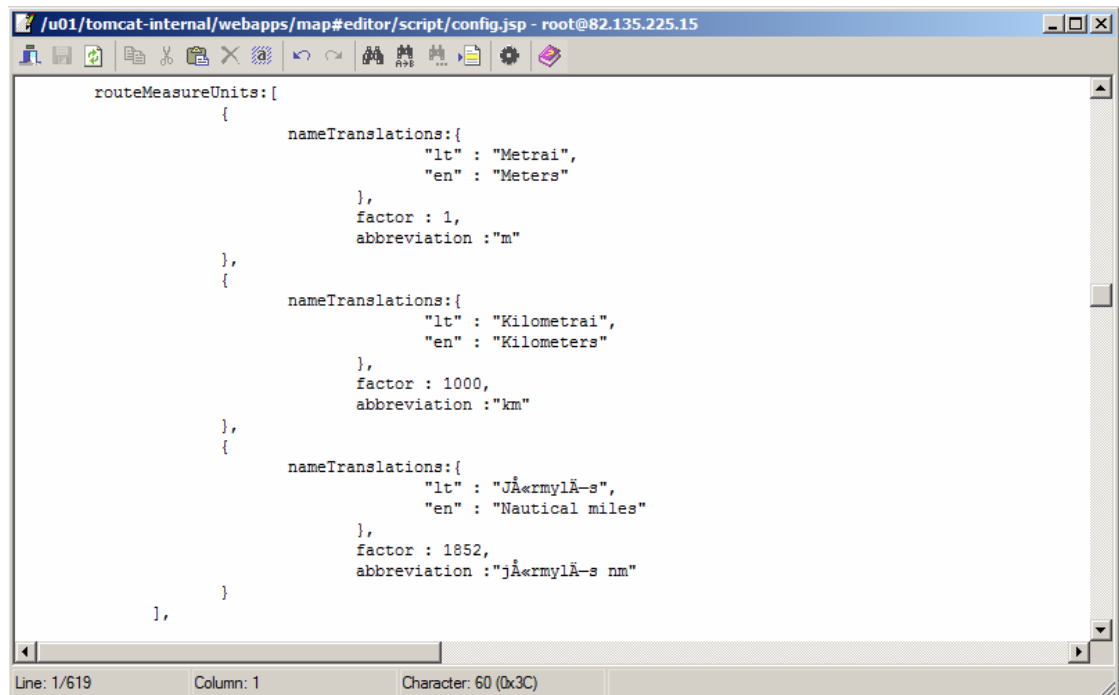 /u01/tomcat-internal/webapps/map#editor/script/config.jsp - root@82.135.225.15
routeMeasureUnits:[
{
nameTranslations:{
"lt" : "Metrai",
"en" : "Meters"
},
factor : 1,
abbreviation :"m"
},
{
nameTranslations:{
"lt" : "Kilometrai",
"en" : "Kilometers"
},
factor : 1000,
abbreviation :"km"
},
{
nameTranslations:{
"lt" : "JÅ«rmylÄ—s",
"en" : "Nautical miles"
},
factor : 1852,
abbreviation :"jÅ«rmylÄ—s nm"
}
],
Line: 1/619 Column: 1 Character: 60 (0x3C)